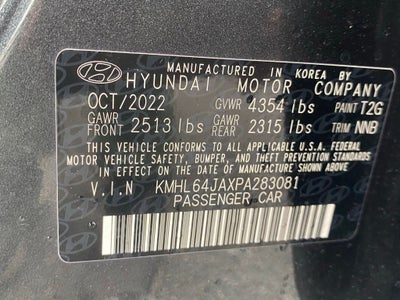 MANUFACTURED IN KOREA BY
HYUNDAI MOTOR COMPANY
OCT/2022 GVWR 4354 lbs PAINT T2G
GAWR FRONT 2513 lbs GAWR REAR 2315 lbs TRIM NNB
THIS VEHICLE CONFORMS TO ALL APPLICABLE U.S.A. FEDERAL
MOTOR VEHICLE SAFETY, BUMPER, AND THEFT PREVENTION
STANDARDS IN EFFECT ON THE DATE OF MANUFACTURE SHOWN
ABOVE.
V.I.N KMHL64JAXPA283081
PASSENGER CAR